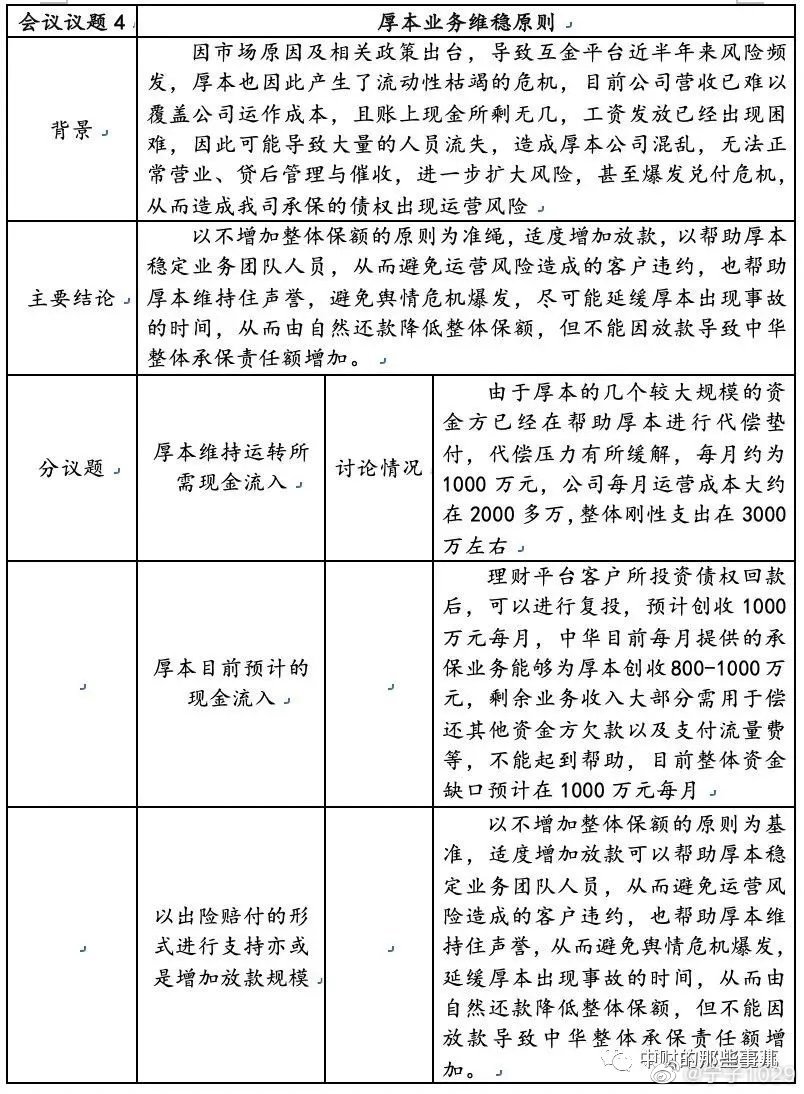 会议议题 4
厚本业务维稳原则
背景
因市场原因及相关政策出台，导致互金平台近半年来风险频
发，厚本也因此产生了流动性枯竭的危机，目前公司营收已难以
覆盖公司运作成本，且账上现金所剩无几，工资发放已经出现困
难，因此可能导致大量的人员流失，造成厚本公司混乱，无法正
常营业、贷后管理与催收，进一步扩大风险，甚至爆发兑付危机，
从而造成我司承保的债权出现运营风险
主要结论
以不增加整体保额的原则为准绳，适度增加放款，以帮助厚本
稳定业务团队人员，从而避免运营风险造成的客户违约，也帮助
厚本维持住声誉，避免舆情危机爆发，尽可能延缓厚本出现事故
的时间，从而由自然还款降低整体保额，但不能因放款导致中华
整体承保责任额增加。
分议题
厚本维持运转所
需现金流入
讨论情况
由于厚本的几个较大规模的资
金方已经在帮助厚本进行代偿垫
付，代偿压力有所缓解，每月约为
1000 万元，公司每月运营成本大约
在 2000 多万,整体刚性支出在 3000
万左右
厚本目前预计的
现金流入
理财平台客户所投资债权回款
后，可以进行复投，预计创收 1000
万元每月，中华目前每月提供的承
保业务能够为厚本创收800-1000万
元，剩余业务收入大部分需用于偿
还其他资金方欠款以及支付流量费
等，不能起到帮助，目前整体资金
缺口预计在 1000 万元每月
以出险赔付的形
式进行支持亦或
是增加放款规模
以不增加整体保额的原则为基
准，适度增加放款可以帮助厚本稳
定业务团队人员，从而避免运营风
险造成的客户违约，也帮助厚本维
持住声誉,从而避免舆情危机爆发，
延缓厚本出现事故的时间，从而由
自然还款降低整体保额，但不能因
放款导致中华整体承保责任额增
加。
中财的那些事